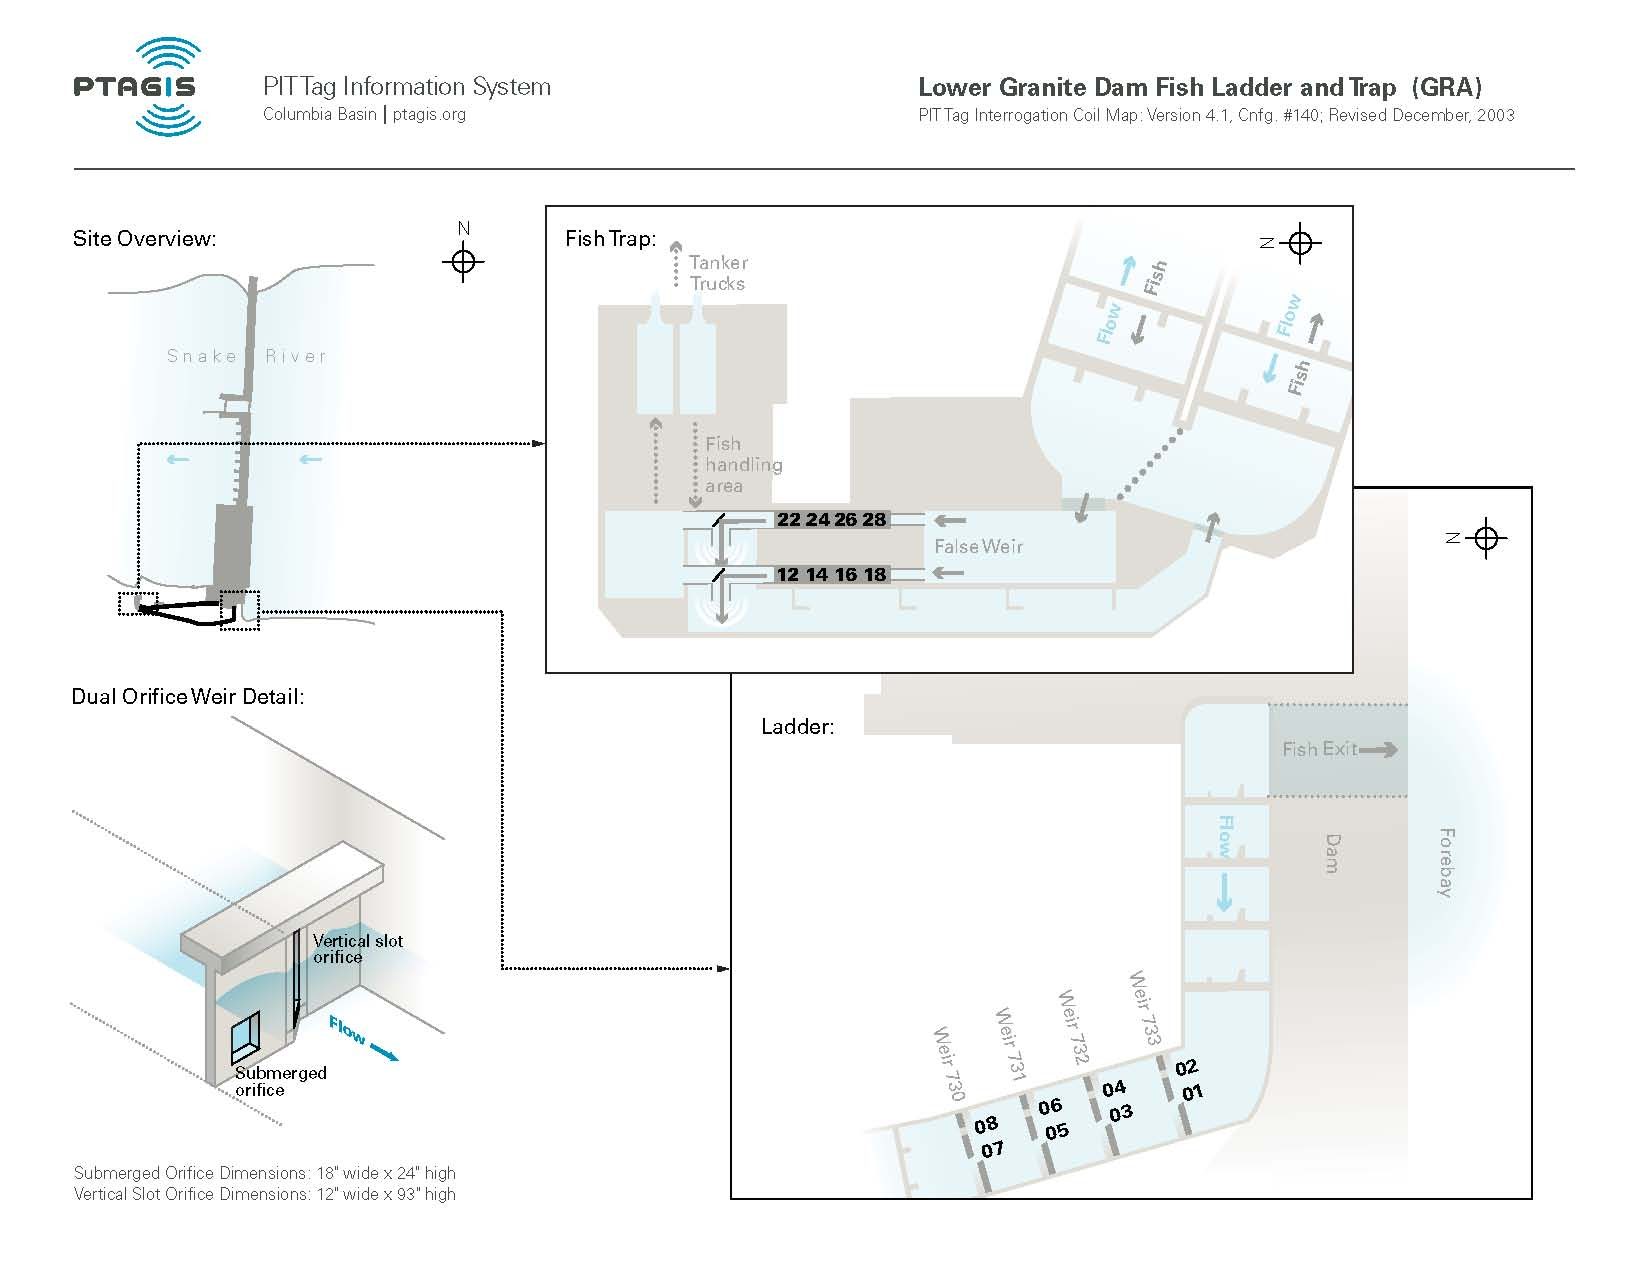 PTAGIS
PIT Tag Information System
Columbia Basin | ptagis.org
Lower Granite Dam Fish Ladder and Trap (GRA)
PIT Tag Interrogation Coil Map: Version 4.1, Cnfg. #140; Revised December, 2003
Site Overview:
N
Snake River
Fish Trap:
N
Tanker
Trucks
Flow
Fish
Flow
Fish
Fish
handling
area
22 24 26 28
False Weir
12 14 16 18
Dual Orifice Weir Detail:
Vertical slot
orifice
Flow
Submerged
orifice
Submerged Orifice Dimensions: 18" wide x 24" high
Vertical Slot Orifice Dimensions: 12" wide x 93" high
Ladder:
N
Fish Exit
Flow
Dam
Forebay
Weir 730
Weir 731
Weir 732
Weir 733
08
07
06
05
04
03
02
01